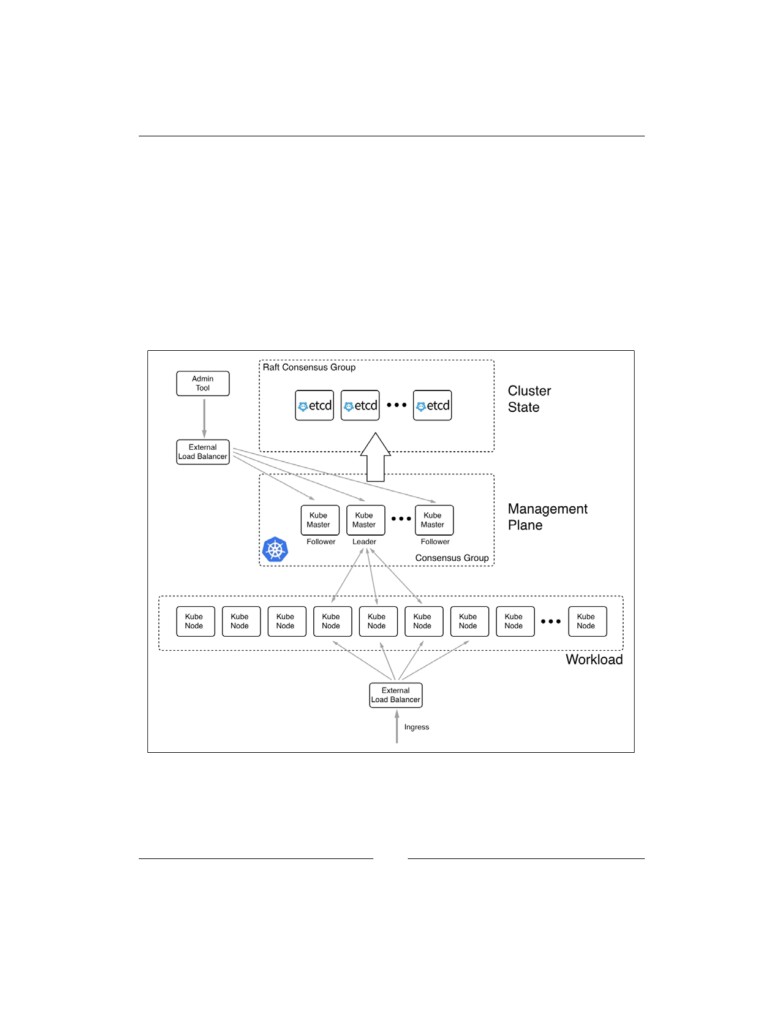 Raft Consensus Group
Admin
Tool
etcd
etcd
etcd
Cluster
State
External
Load Balancer
Kube
Master
Kube
Master
Kube
Master
Follower
Leader
Follower
Consensus Group
Management
Plane
Kube
Node
Kube
Node
Kube
Node
Kube
Node
Kube
Node
Kube
Node
Kube
Node
Kube
Node
Kube
Node
Workload
External
Load Balancer
Ingress